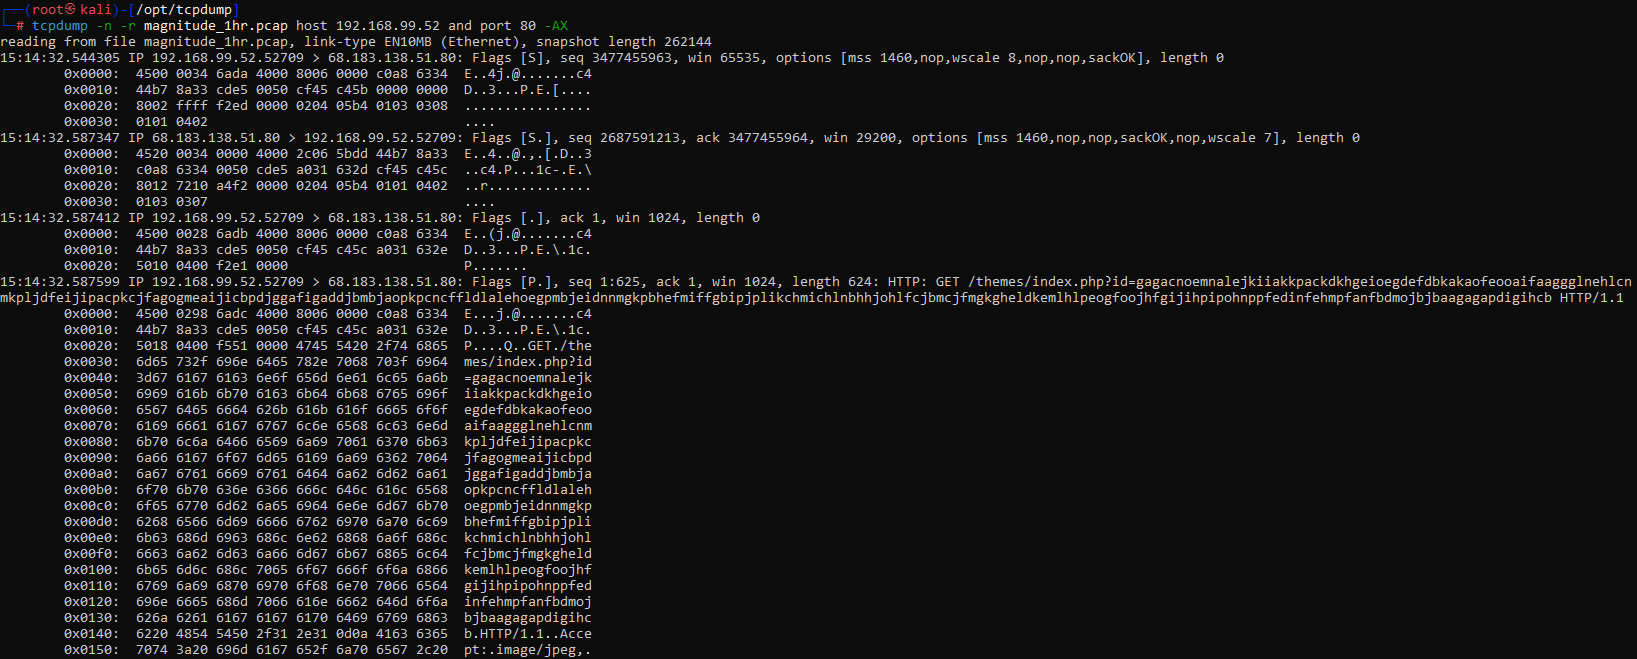 ┌──(root㉿kali)-[/opt/tcpdump]
└─# tcpdump -n -r magnitude_1hr.pcap host 192.168.99.52 and port 80 -AX
reading from file magnitude_1hr.pcap, link-type EN10MB (Ethernet), snapshot length 262144
15:14:32.544305 IP 192.168.99.52.52709 > 68.183.138.51.80: Flags [S], seq 3477455963, win 65535, options [mss 1460,nop,wscale 8,nop,nop,sackOK], length 0
0x0000:  4500 0034 6ada 4000 8006 0000 c0a8 6334  E..4j.@.......c4
0x0010:  44b7 8a33 cde5 0050 cf45 c45b 0000 0000  D..3...P.E.[....
0x0020:  8002 ffff f2ed 0000 0204 05b4 0103 0308  ................
0x0030:  0101 0402                                ....
15:14:32.587347 IP 68.183.138.51.80 > 192.168.99.52.52709: Flags [S.], seq 2687591213, ack 3477455964, win 29200, options [mss 1460,nop,nop,sackOK,nop,wscale 7], length 0
0x0000:  4520 0034 0000 4000 2c06 5bdd 44b7 8a33  E..4..@.,.[.D..3
0x0010:  c0a8 6334 0050 cde5 a031 632d cf45 c45c  ..c4.P...1c-.E.\
0x0020:  8012 7210 a4f2 0000 0204 05b4 0101 0402  ..r.............
0x0030:  0103 0307                                ....
15:14:32.587412 IP 192.168.99.52.52709 > 68.183.138.51.80: Flags [.], ack 1, win 1024, length 0
0x0000:  4500 0028 6adb 4000 8006 0000 c0a8 6334  E..(j.@.......c4
0x0010:  44b7 8a33 cde5 0050 cf45 c45c a031 632e  D..3...P.E.\.1c.
0x0020:  5010 0400 f2e1 0000                      P.......
15:14:32.587599 IP 192.168.99.52.52709 > 68.183.138.51.80: Flags [P.], seq 1:625, ack 1, win 1024, length 624: HTTP: GET /themes/index.php?id=gagacnoemnalejkiiakkpackdkhgeioegdefdbkakaofeooaifaaggglnehlcn
mkpljdfeijipacpkcjfagogmeaijicbpdjggafigaddjbmbjaopkpcncffldlalehoegpmbjeidnnmgkpbhefmiffgbipjplikchmichlnbhhjohlfcjbmcjfmgkgheldkemlhlpeogfoojhfgijihpipohnppfedinfehmpfanfbdmojbjbaagagapdigihcb HTTP/1.1
0x0000:  4500 0298 6adc 4000 8006 0000 c0a8 6334  E...j.@.......c4
0x0010:  44b7 8a33 cde5 0050 cf45 c45c a031 632e  D..3...P.E.\.1c.
0x0020:  5018 0400 f551 0000 4745 5420 2f74 6865  P....Q..GET./the
0x0030:  6d65 732f 696e 6465 782e 7068 703f 6964  mes/index.php?id
0x0040:  3d67 6167 6163 6e6f 656d 6e61 6c65 6a6b  =gagacnoemnalejk
0x0050:  6969 616b 6b70 6163 6b64 6b68 6765 696f  iiakkpackdkhgeio
0x0060:  6567 6465 6664 626b 616b 616f 6665 6f6f  egdefdbkakaofeoo
0x0070:  6169 6661 6167 6767 6c6e 6568 6c63 6e6d  aifaaggglnehlcnm
0x0080:  6b70 6c6a 6466 6569 6a69 7061 6370 6b63  kpljdfeijipacpkc
0x0090:  6a66 6167 6f67 6d65 6169 6a69 6362 7064  jfagogmeaijicbpd
0x00a0:  6a67 6761 6669 6761 6464 6a62 6d62 6a61  jggafigaddjbmbja
0x00b0:  6f70 6b70 636e 6366 666c 646c 616c 6568  opkpcncffldlaleh
0x00c0:  6f65 6770 6d62 6a65 6964 6e6e 6d67 6b70  oegpmbjeidnnmgkp
0x00d0:  6268 6566 6d69 6666 6762 6970 6a70 6c69  bhefmiffgbipjpli
0x00e0:  6b63 686d 6963 686c 6e62 6868 6a6f 686c  kchmichlnbhhjohl
0x00f0:  6663 6a62 6d63 6a66 6d67 6b67 6865 6c64  fcjbmcjfmgkgheld
0x0100:  6b65 6d6c 686c 7065 6f67 666f 6f6a 6866  kemlhlpeogfoojhf
0x0110:  6769 6a69 6870 6970 6f68 6e70 7066 6564  gijihpipohnppfed
0x0120:  696e 6665 686d 7066 616e 6662 646d 6f6a  infehmpfanfbdmoj
0x0130:  626a 6261 6167 6167 6170 6469 6769 6863  bjbaagagapdigihc
0x0140:  6220 4854 5450 2f31 2e31 0d0a 4163 6365  b.HTTP/1.1..Acce
0x0150:  7074 3a20 696d 6167 652f 6a70 6567 2c20  pt:.image/jpeg,.